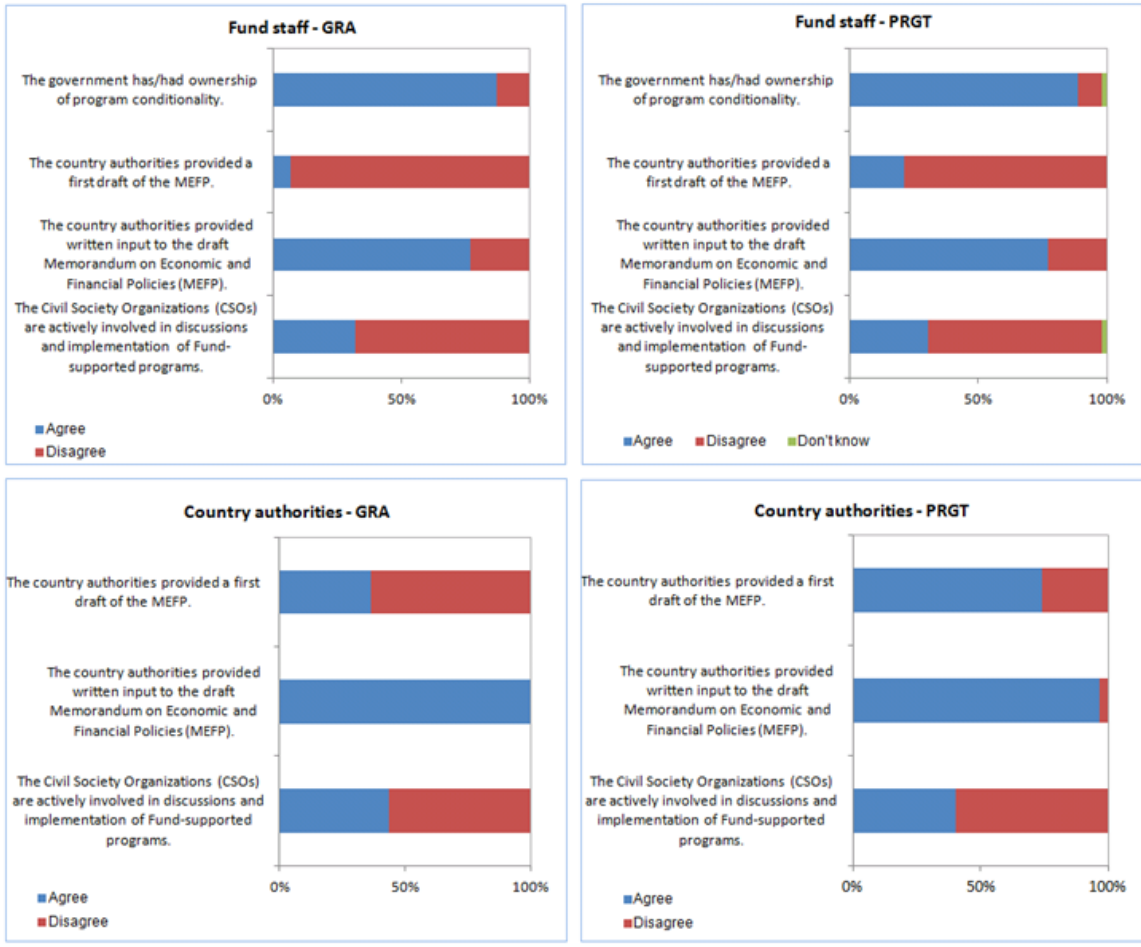 Fund staff - GRA
The government has/had ownership
of program conditionality.
The country authorities provided a
first draft of the MEFP.
The country authorities provided
written input to the draft
Memorandum on Economic and
Financial Policies (MEFP).
The Civil Society Organizations (CSOs)
are actively involved in discussions
and implementation of Fund-
supported programs.
0% 50% 100%
Agree
Disagree
Fund staff - PRGT
The government has/had ownership
of program conditionality.
The country authorities provided a
first draft of the MEFP.
The country authorities provided
written input to the draft
Memorandum on Economic and
Financial Policies (MEFP).
The Civil Society Organizations (CSOs)
are actively involved in discussions
and implementation of Fund-
supported programs.
0% 50% 100%
Agree Disagree Don't know
Country authorities - GRA
The country authorities provided a first
draft of the MEFP.
The country authorities provided
written input to the draft
Memorandum on Economic and
Financial Policies (MEFP).
The Civil Society Organizations (CSOs)
are actively involved in discussions and
implementation of Fund-supported
programs.
0% 50% 100%
Agree
Disagree
Country authorities - PRGT
The country authorities provided a first
draft of the MEFP.
The country authorities provided
written input to the draft
Memorandum on Economic and
Financial Policies (MEFP).
The Civil Society Organizations (CSOs)
are actively involved in discussions and
implementation of Fund-supported
programs.
0% 50% 100%
Agree
Disagree